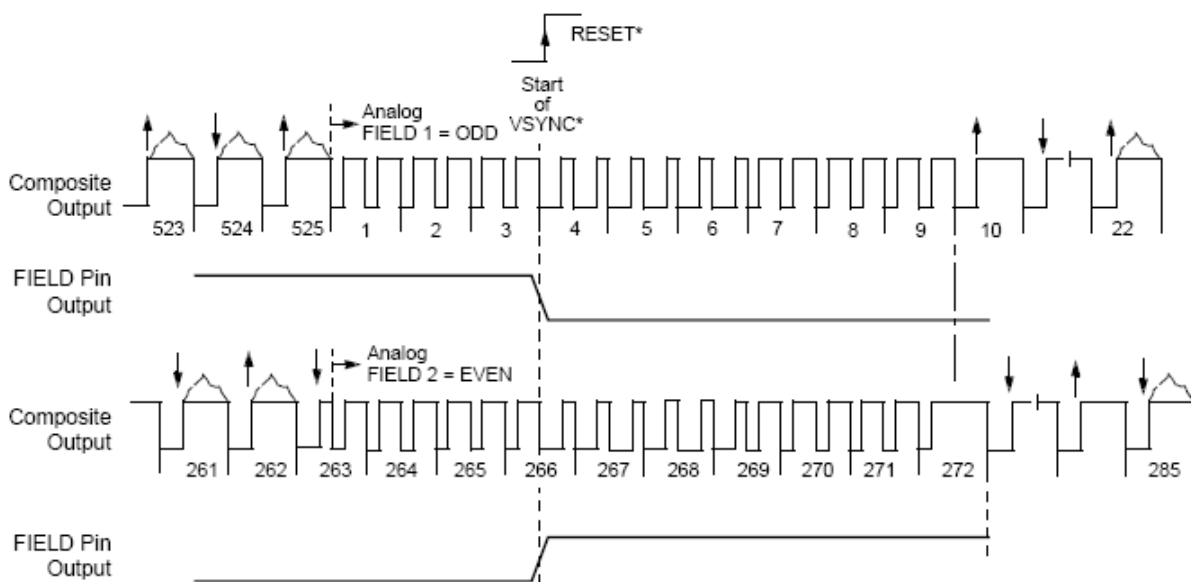 RESET*
Start
of
VSYNC*
Analog
FIELD 1 = ODD
Composite
Output
523 524 525 1 2 3 4 5 6 7 8 9 10 22
FIELD Pin
Output
Analog
FIELD 2 = EVEN
Composite
Output
261 262 263 264 265 266 267 268 269 270 271 272 285
FIELD Pin
Output